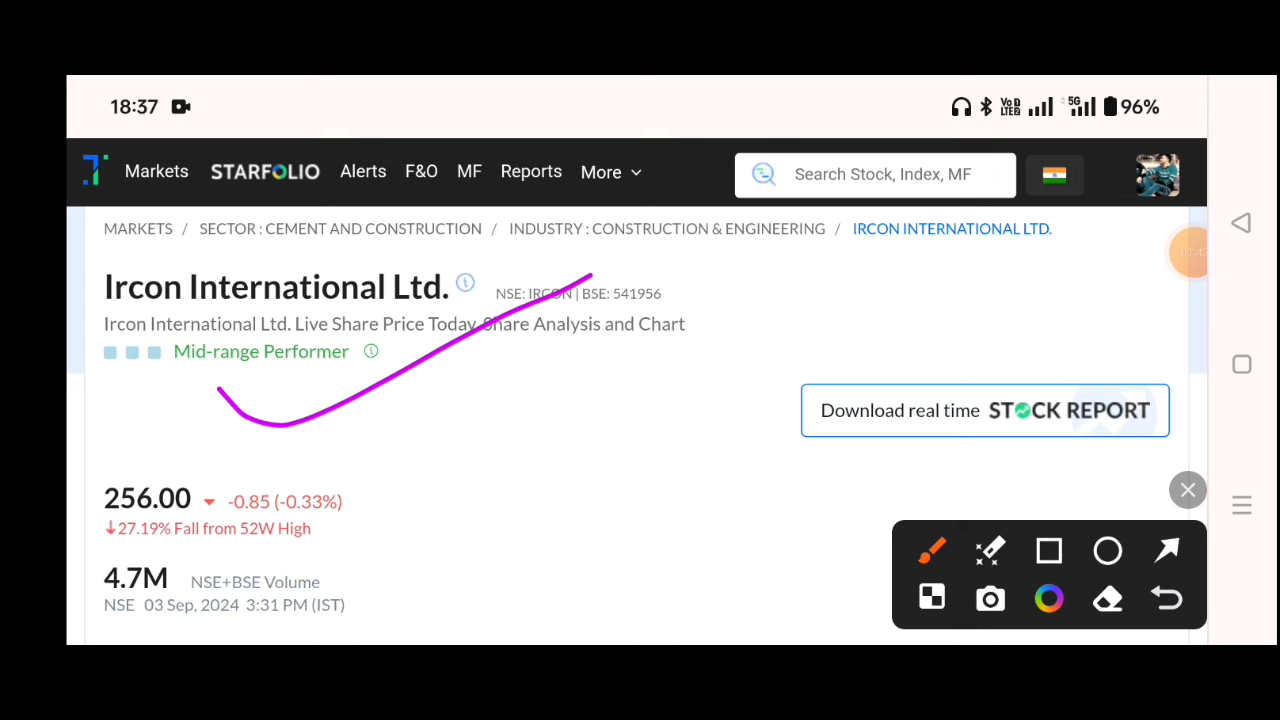 18:37 Vo LTE2 5G 96%
Markets STARFOLIO Alerts F&O MF Reports More Search Stock, Index, MF
MARKETS / SECTOR : CEMENT AND CONSTRUCTION / INDUSTRY : CONSTRUCTION & ENGINEERING / IRCON INTERNATIONAL LTD.
Ircon International Ltd. NSE: IRCON | BSE: 541956
Ircon International Ltd. Live Share Price Today, Share Analysis and Chart
Mid-range Performer
Download real time STOCK REPORT
256.00 -0.85 (-0.33%)
↓27.19% Fall from 52W High
4.7M NSE+BSE Volume
NSE 03 Sep, 2024 3:31 PM (IST)